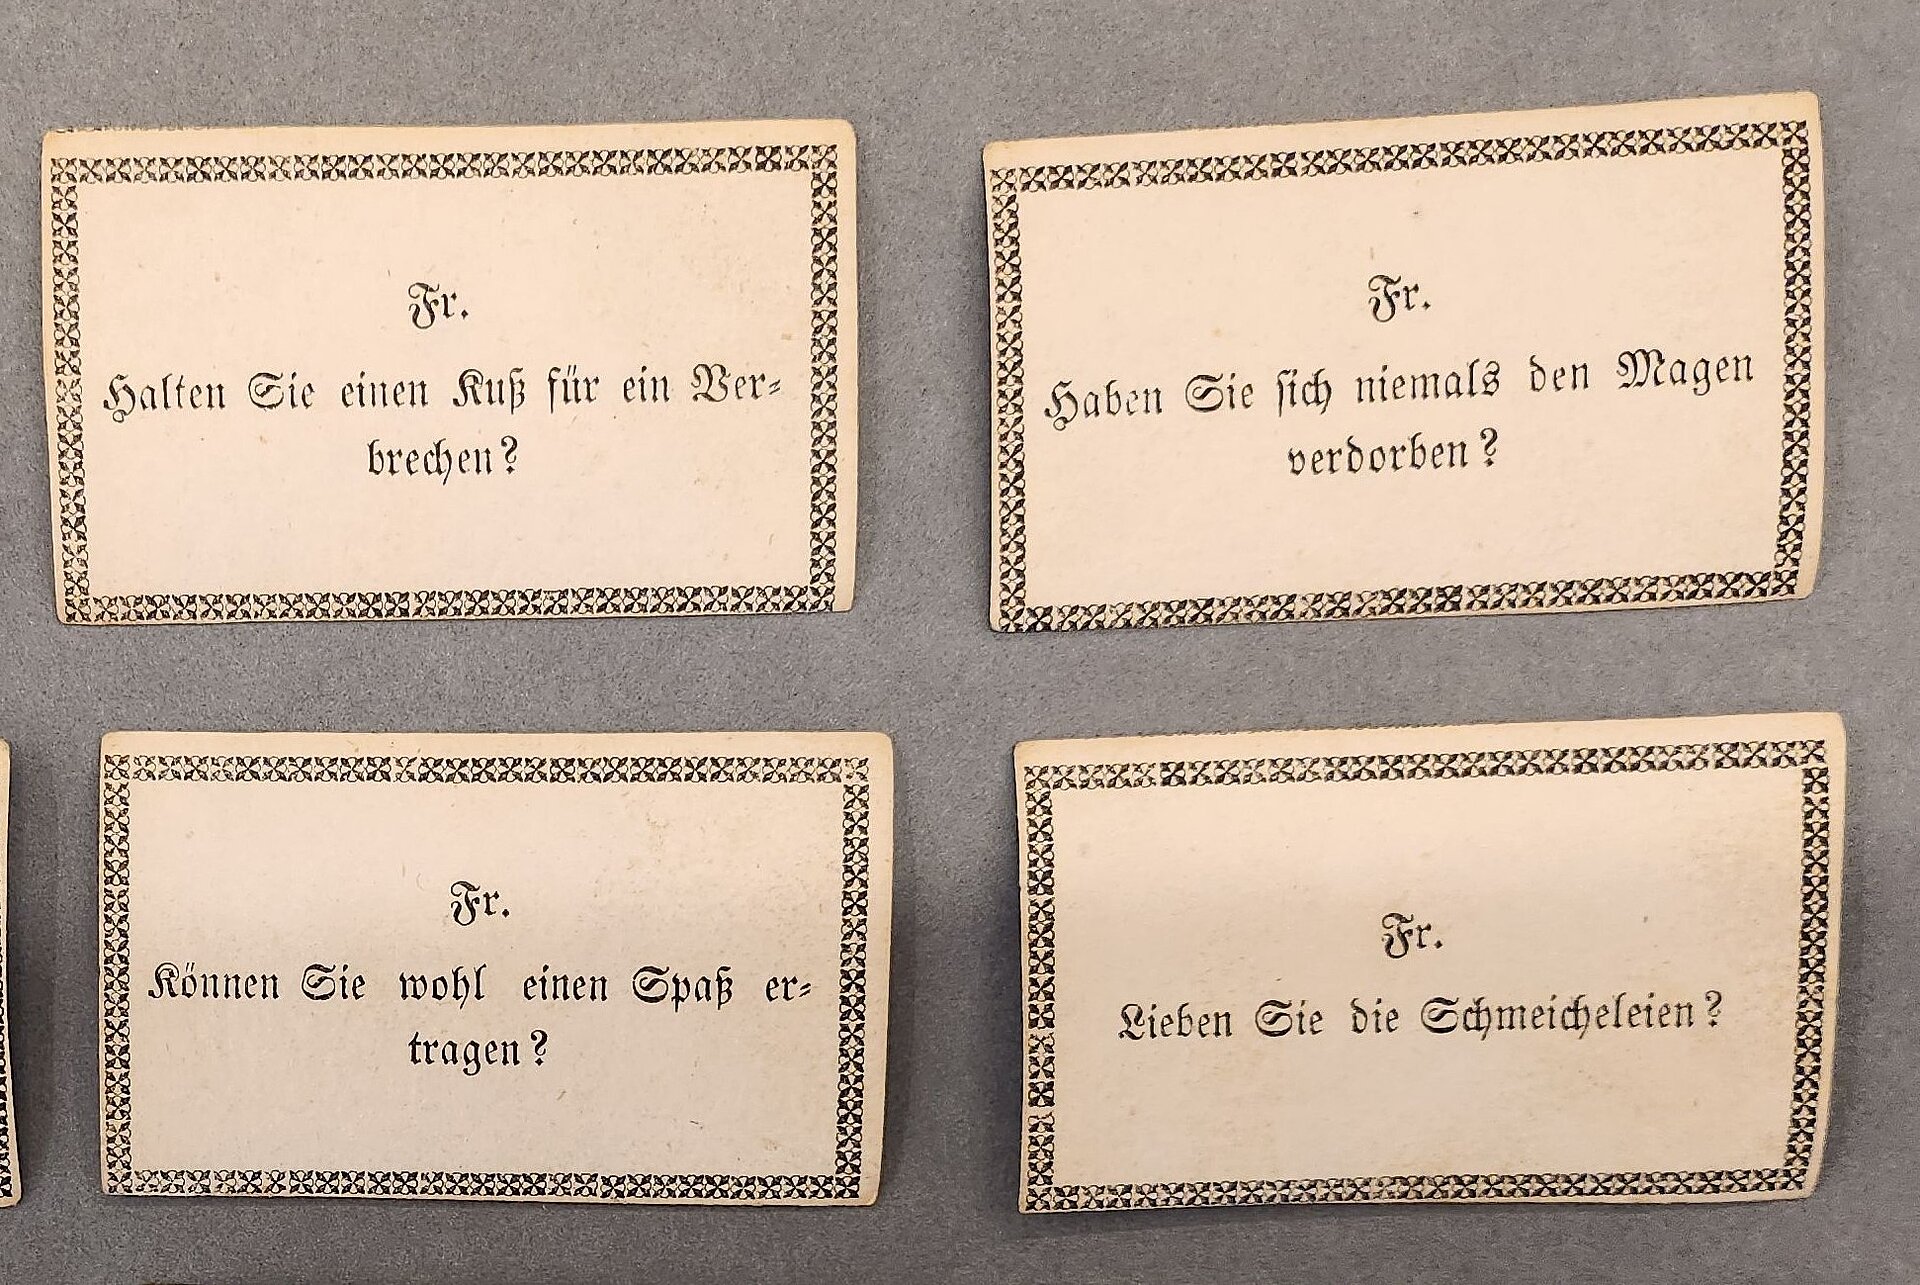 Fr.
Halten Sie einen Kuß für ein Ver-
brechen?
Fr.
Haben Sie sich niemals den Magen
verdorben?
Fr.
Können Sie wohl einen Spaß er-
tragen?
Fr.
Lieben Sie die Schmeicheleien?